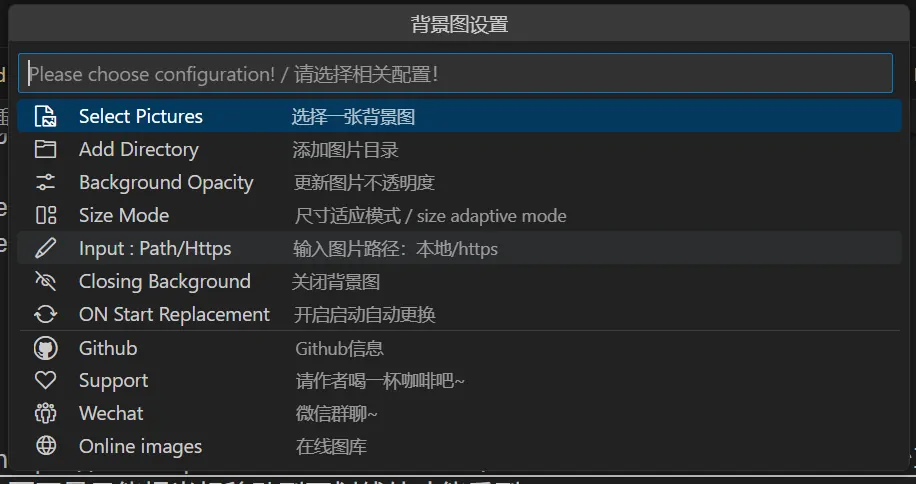 背景图设置
Please choose configuration! / 请选择相关配置！
Select Pictures 选择一张背景图
Add Directory 添加图片目录
Background Opacity 更新图片不透明度
Size Mode 尺寸适应模式 / size adaptive mode
Input : Path/Https 输入图片路径：本地/https
Closing Background 关闭背景图
ON Start Replacement 开启启动自动更换
Github Github信息
Support 请作者喝一杯咖啡吧~
Wechat 微信群聊~
Online images 在线图库